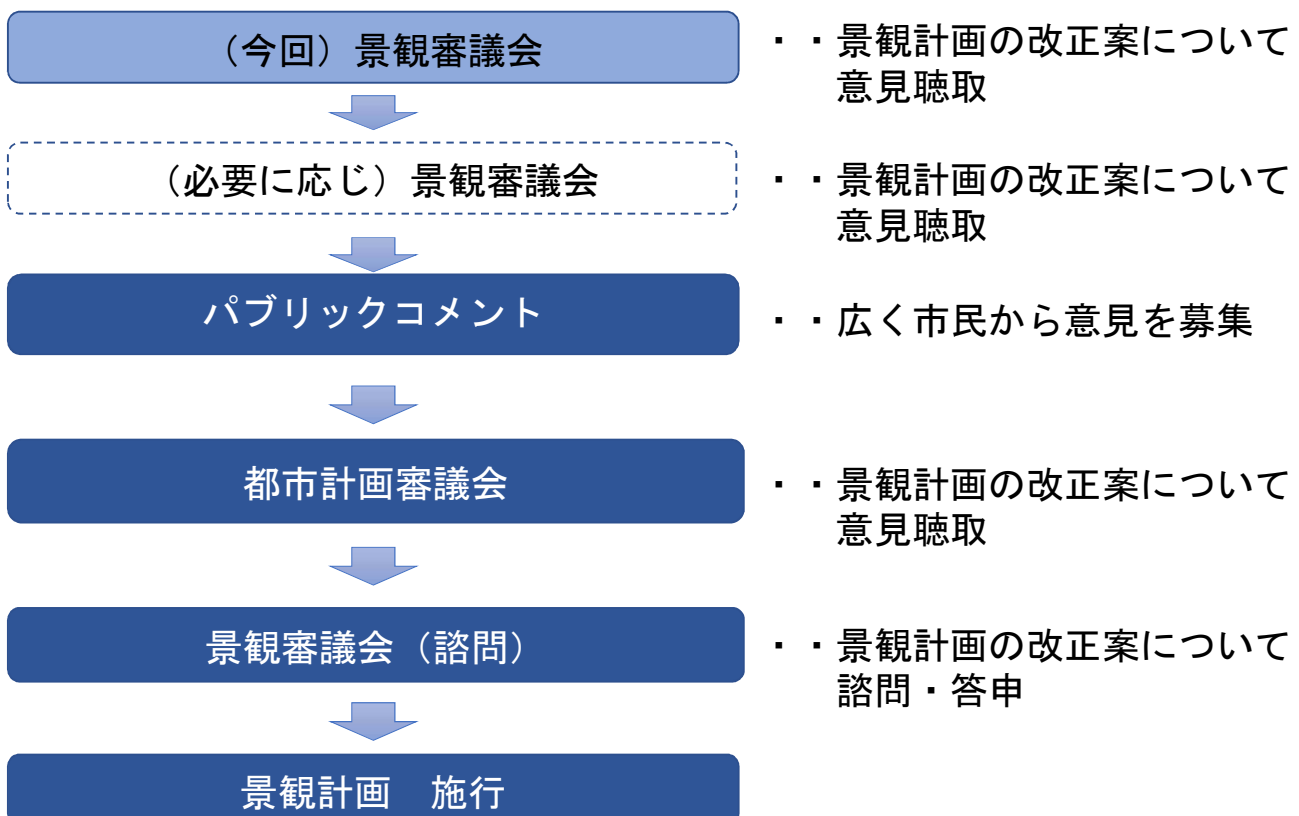 （今回）景観審議会
・・景観計画の改正案について
意見聴取
（必要に応じ）景観審議会
・・景観計画の改正案について
意見聴取
パブリックコメント
・・広く市民から意見を募集
都市計画審議会
・・景観計画の改正案について
意見聴取
景観審議会（諮問）
・・景観計画の改正案について
諮問・答申
景観計画　施行